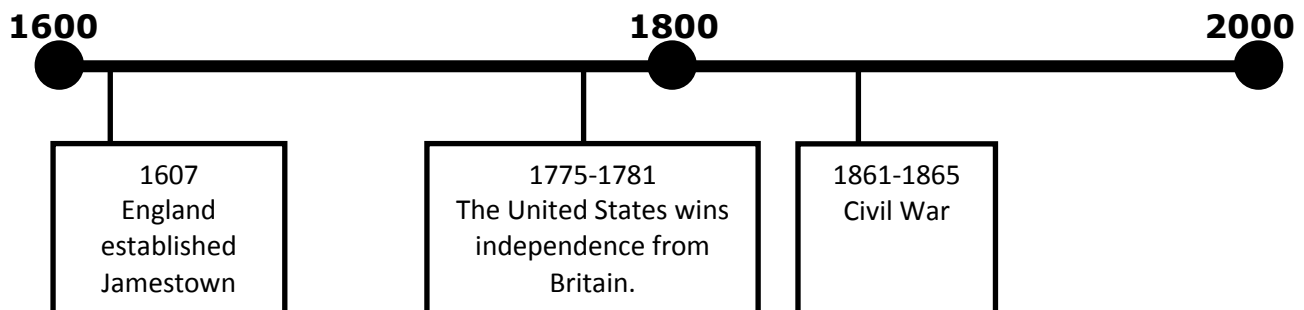 1600
1800
2000
1607
England
established
Jamestown
1775-1781
The United States wins
independence from
Britain.
1861-1865
Civil War